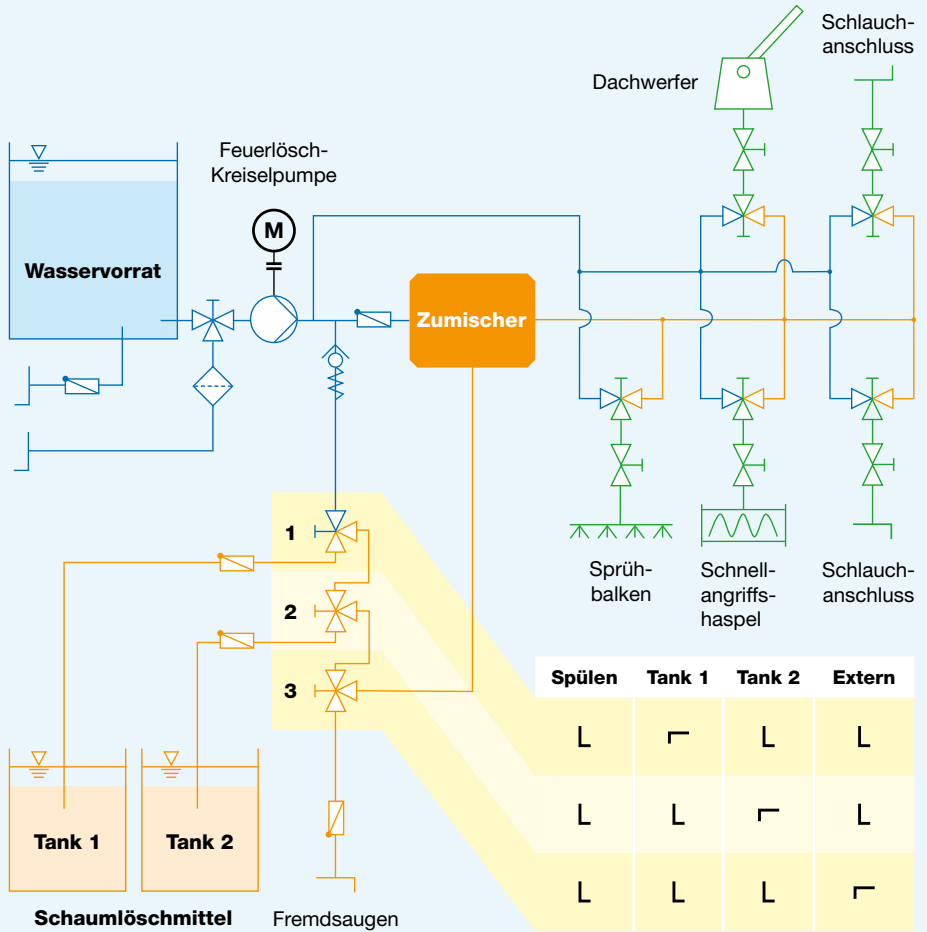 Schlauch-
anschluss
Dachwerfer
Feuerlösch-
Kreiselpumpe
M
Wasservorrat
Zumischer
1
2
3
Sprüh-
balken
Schnell-
angriffs-
haspel
Schlauch-
anschluss
Spülen Tank 1 Tank 2 Extern
Tank 1
Tank 2
Schaumlöschmittel
Fremdsaugen